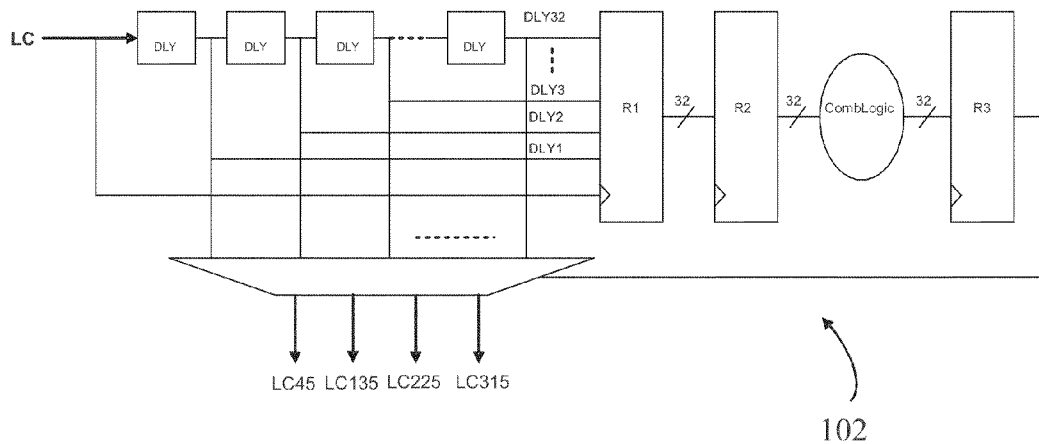 DLY32
LC
DLY
DLY
DLY
DLY
DLY3
DLY2
DLY1
R1
32
R2
32
CombLogic
32
R3
LC45 LC135 LC225 LC315
102